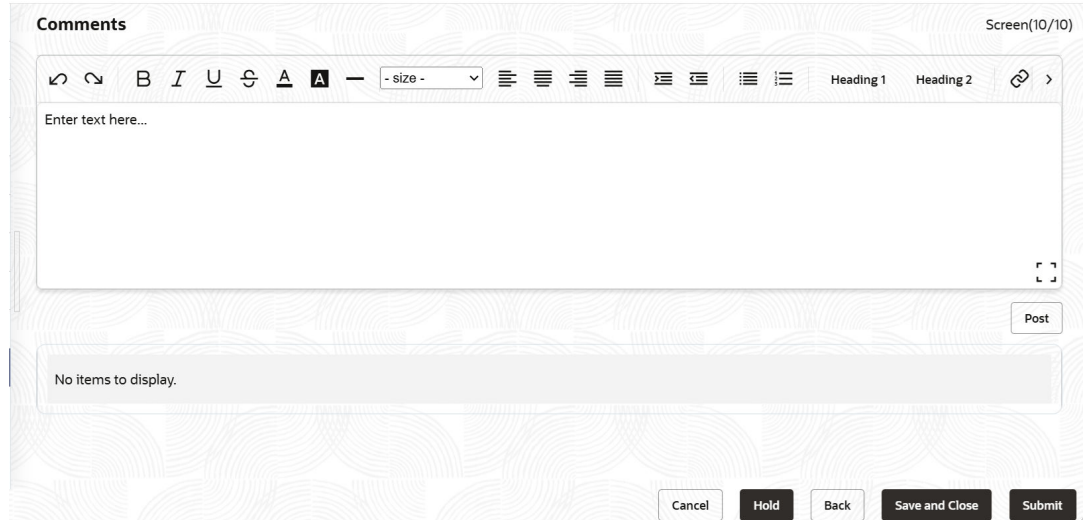 Comments Screen(10/10)
B I U S A A - size - Heading 1 Heading 2
Enter text here...
Post
No items to display.
Cancel Hold Back Save and Close Submit